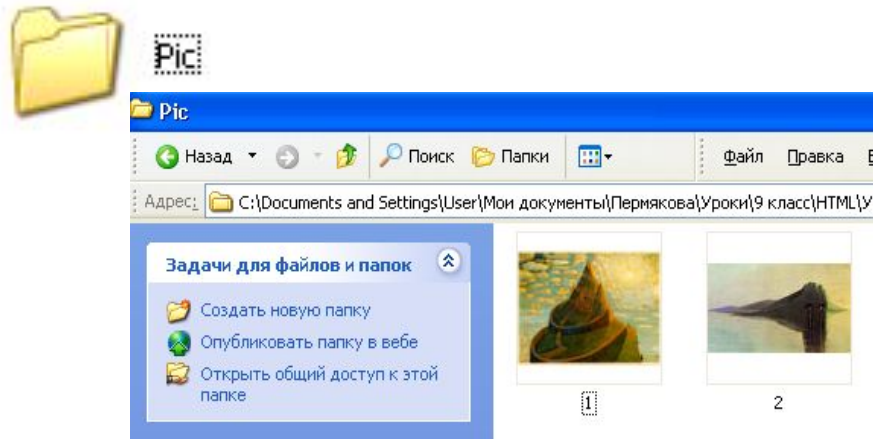 Pic
Pic
Назад Поиск Папки Файл Правка
Адрес: C:\Documents and Settings\User\Мои документы\Пермякова\Уроки\9 класс\HTML\У
Задачи для файлов и папок
Создать новую папку
Опубликовать папку в вебе
Открыть общий доступ к этой
папке
1 2